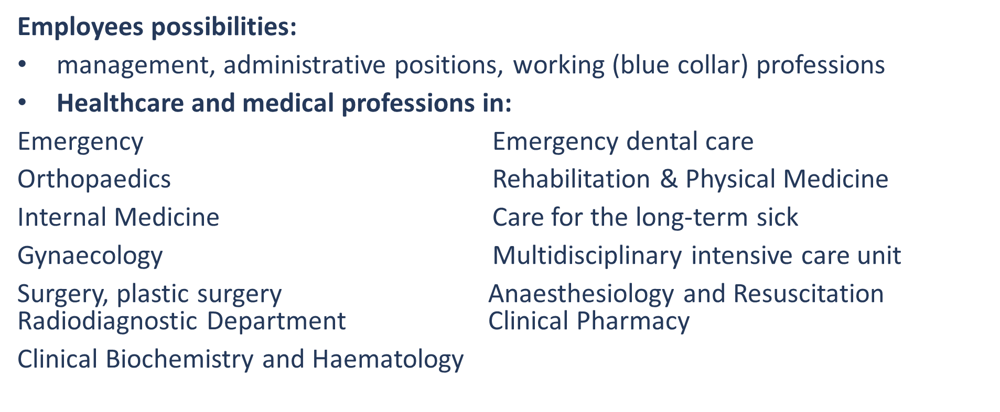 Employees possibilities:
• management, administrative positions, working (blue collar) professions
• Healthcare and medical professions in:
Emergency Emergency dental care
Orthopaedics Rehabilitation & Physical Medicine
Internal Medicine Care for the long-term sick
Gynaecology Multidisciplinary intensive care unit
Surgery, plastic surgery Anaesthesiology and Resuscitation
Radiodiagnostic Department Clinical Pharmacy
Clinical Biochemistry and Haematology